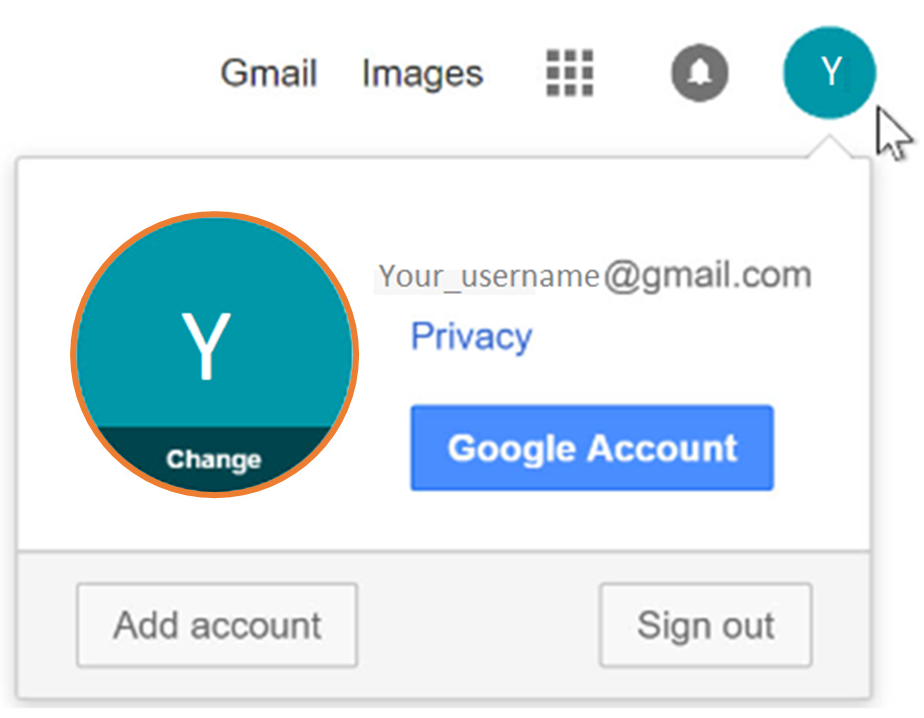 Gmail Images Y
Your_username@gmail.com
Privacy
Y
Google Account
Change
Add account Sign out